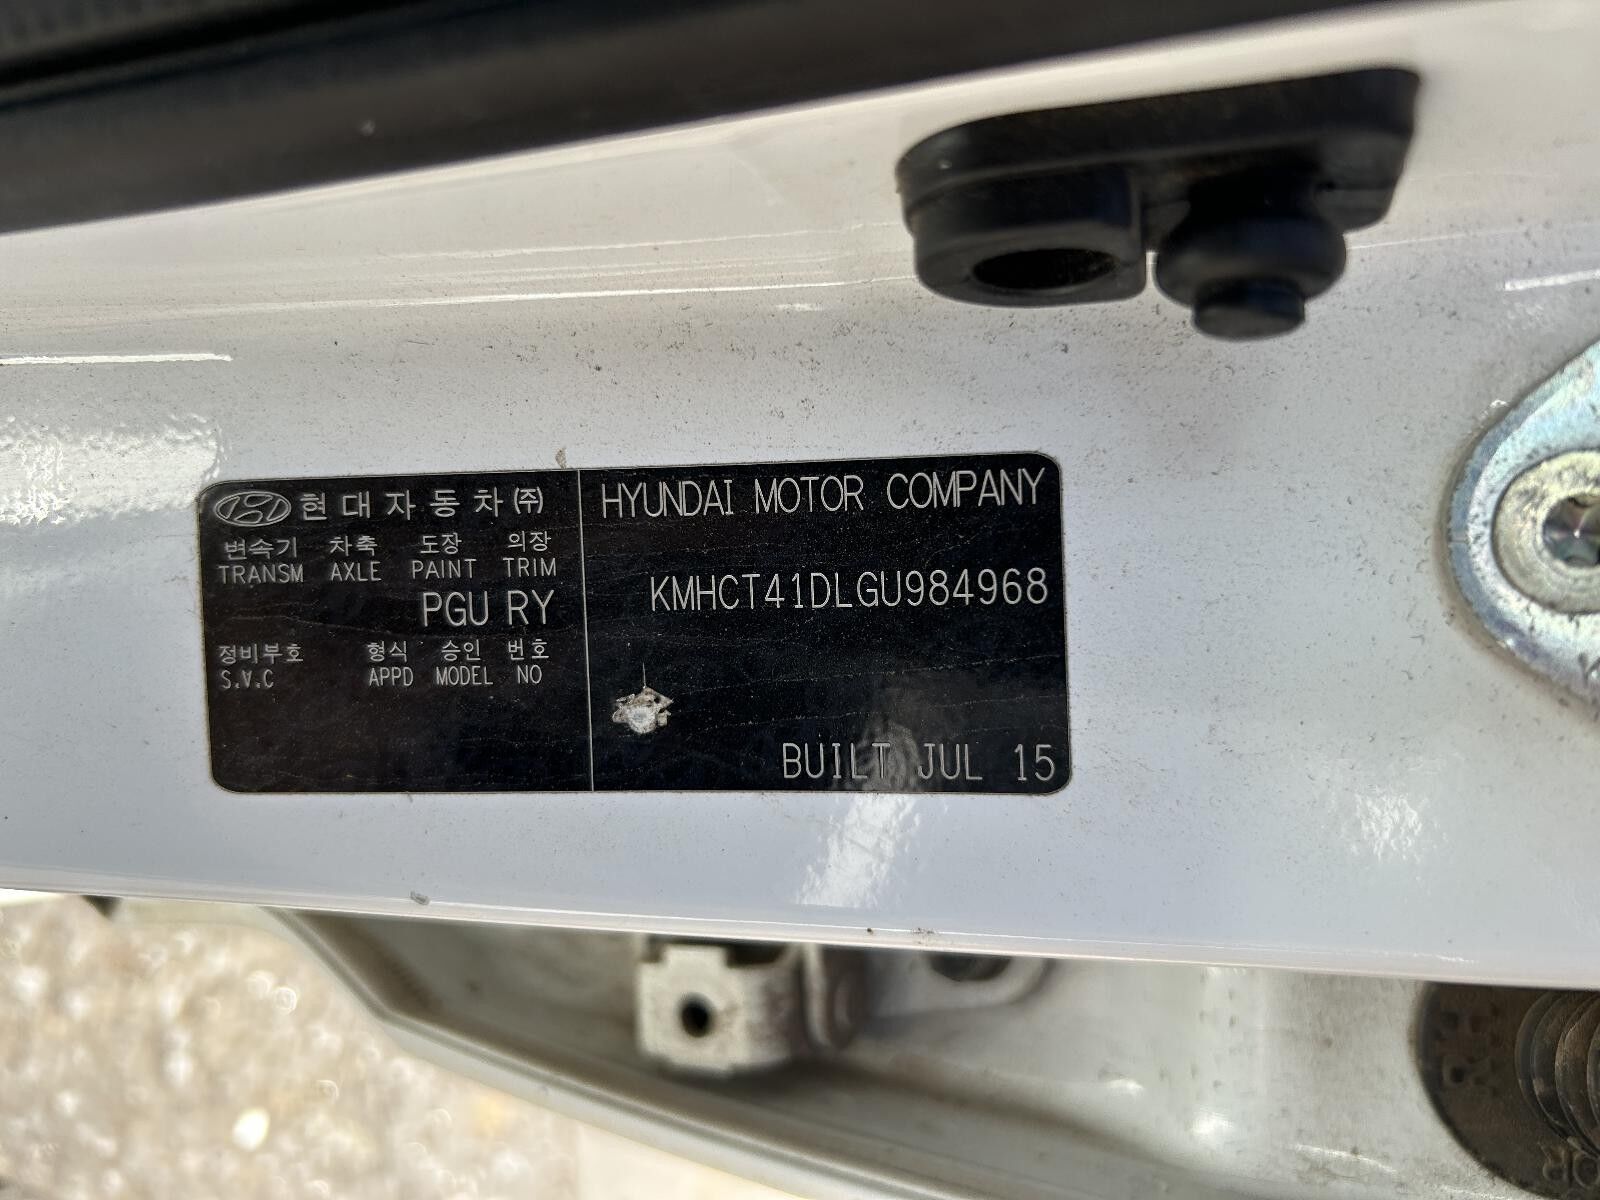 현대자동차㈜
변속기 차축 도장 의장
TRANSM AXLE PAINT TRIM
PGU RY
정비부호 형식 승인 번호
S.V.C APPD MODEL NO
HYUNDAI MOTOR COMPANY
KMHCT41DLGU984968
BUILT JUL 15